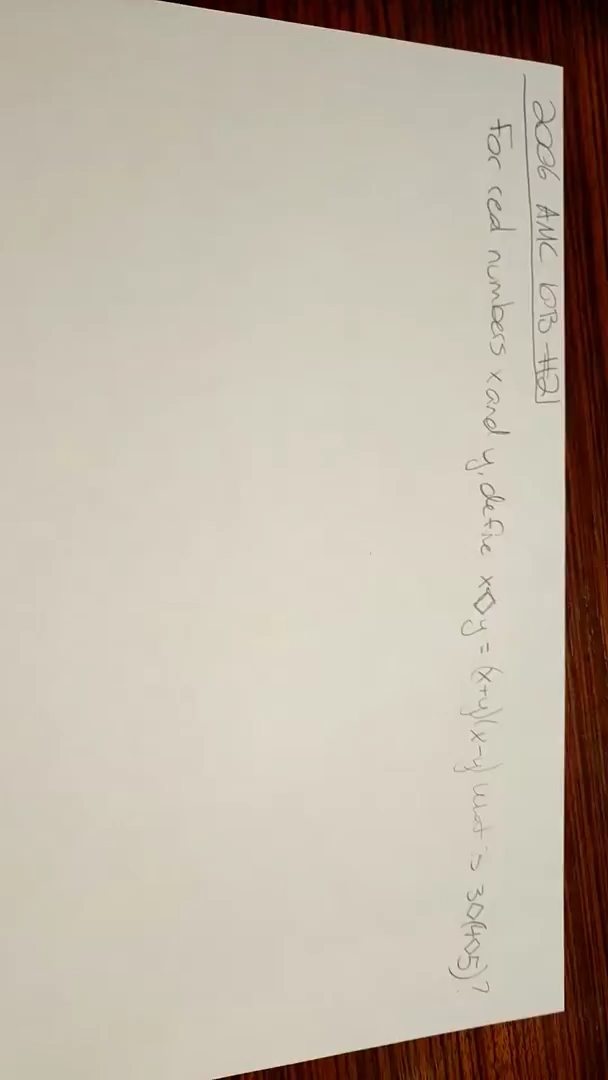 2006 AMC 10B #2
For real numbers x and y, define x◊y = (x+y)(x-y) what is 3◊(4◊5)?